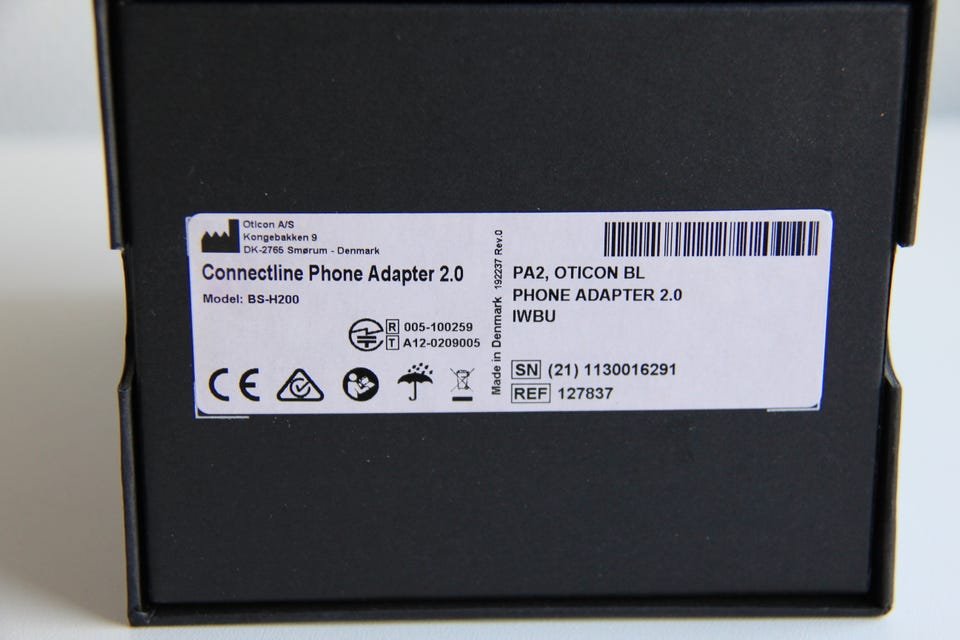 Oticon A/S
Kongebakken 9
DK-2765 Smørum - Denmark
Connectline Phone Adapter 2.0
Model: BS-H200
R 005-100259
T A12-0209005
CE
Made in Denmark 192237 Rev.0
PA2, OTICON BL
PHONE ADAPTER 2.0
IWBU
SN (21) 1130016291
REF 127837